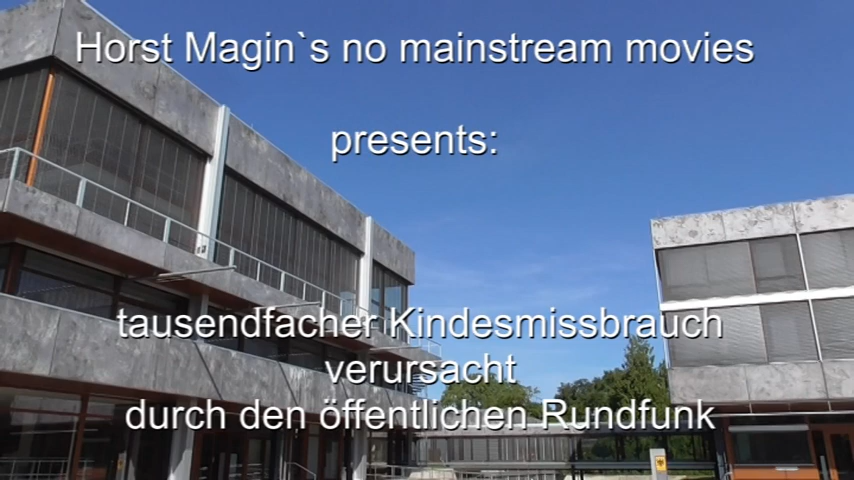 Horst Magin`s no mainstream movies
presents:
tausendfacher Kindesmissbrauch
verursacht
durch den öffentlichen Rundfunk